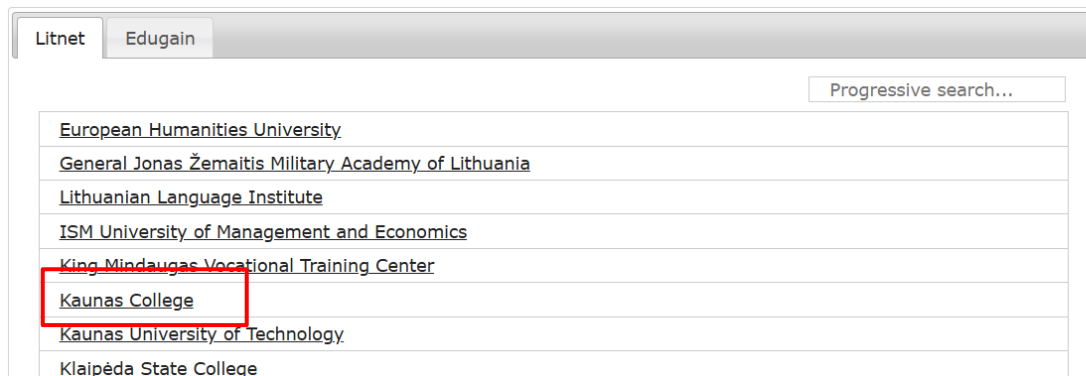 Litnet Edugain
Progressive search...
European Humanities University
General Jonas Žemaitis Military Academy of Lithuania
Lithuanian Language Institute
ISM University of Management and Economics
King Mindaugas Vocational Training Center
Kaunas College
Kaunas University of Technology
Klaipėda State College